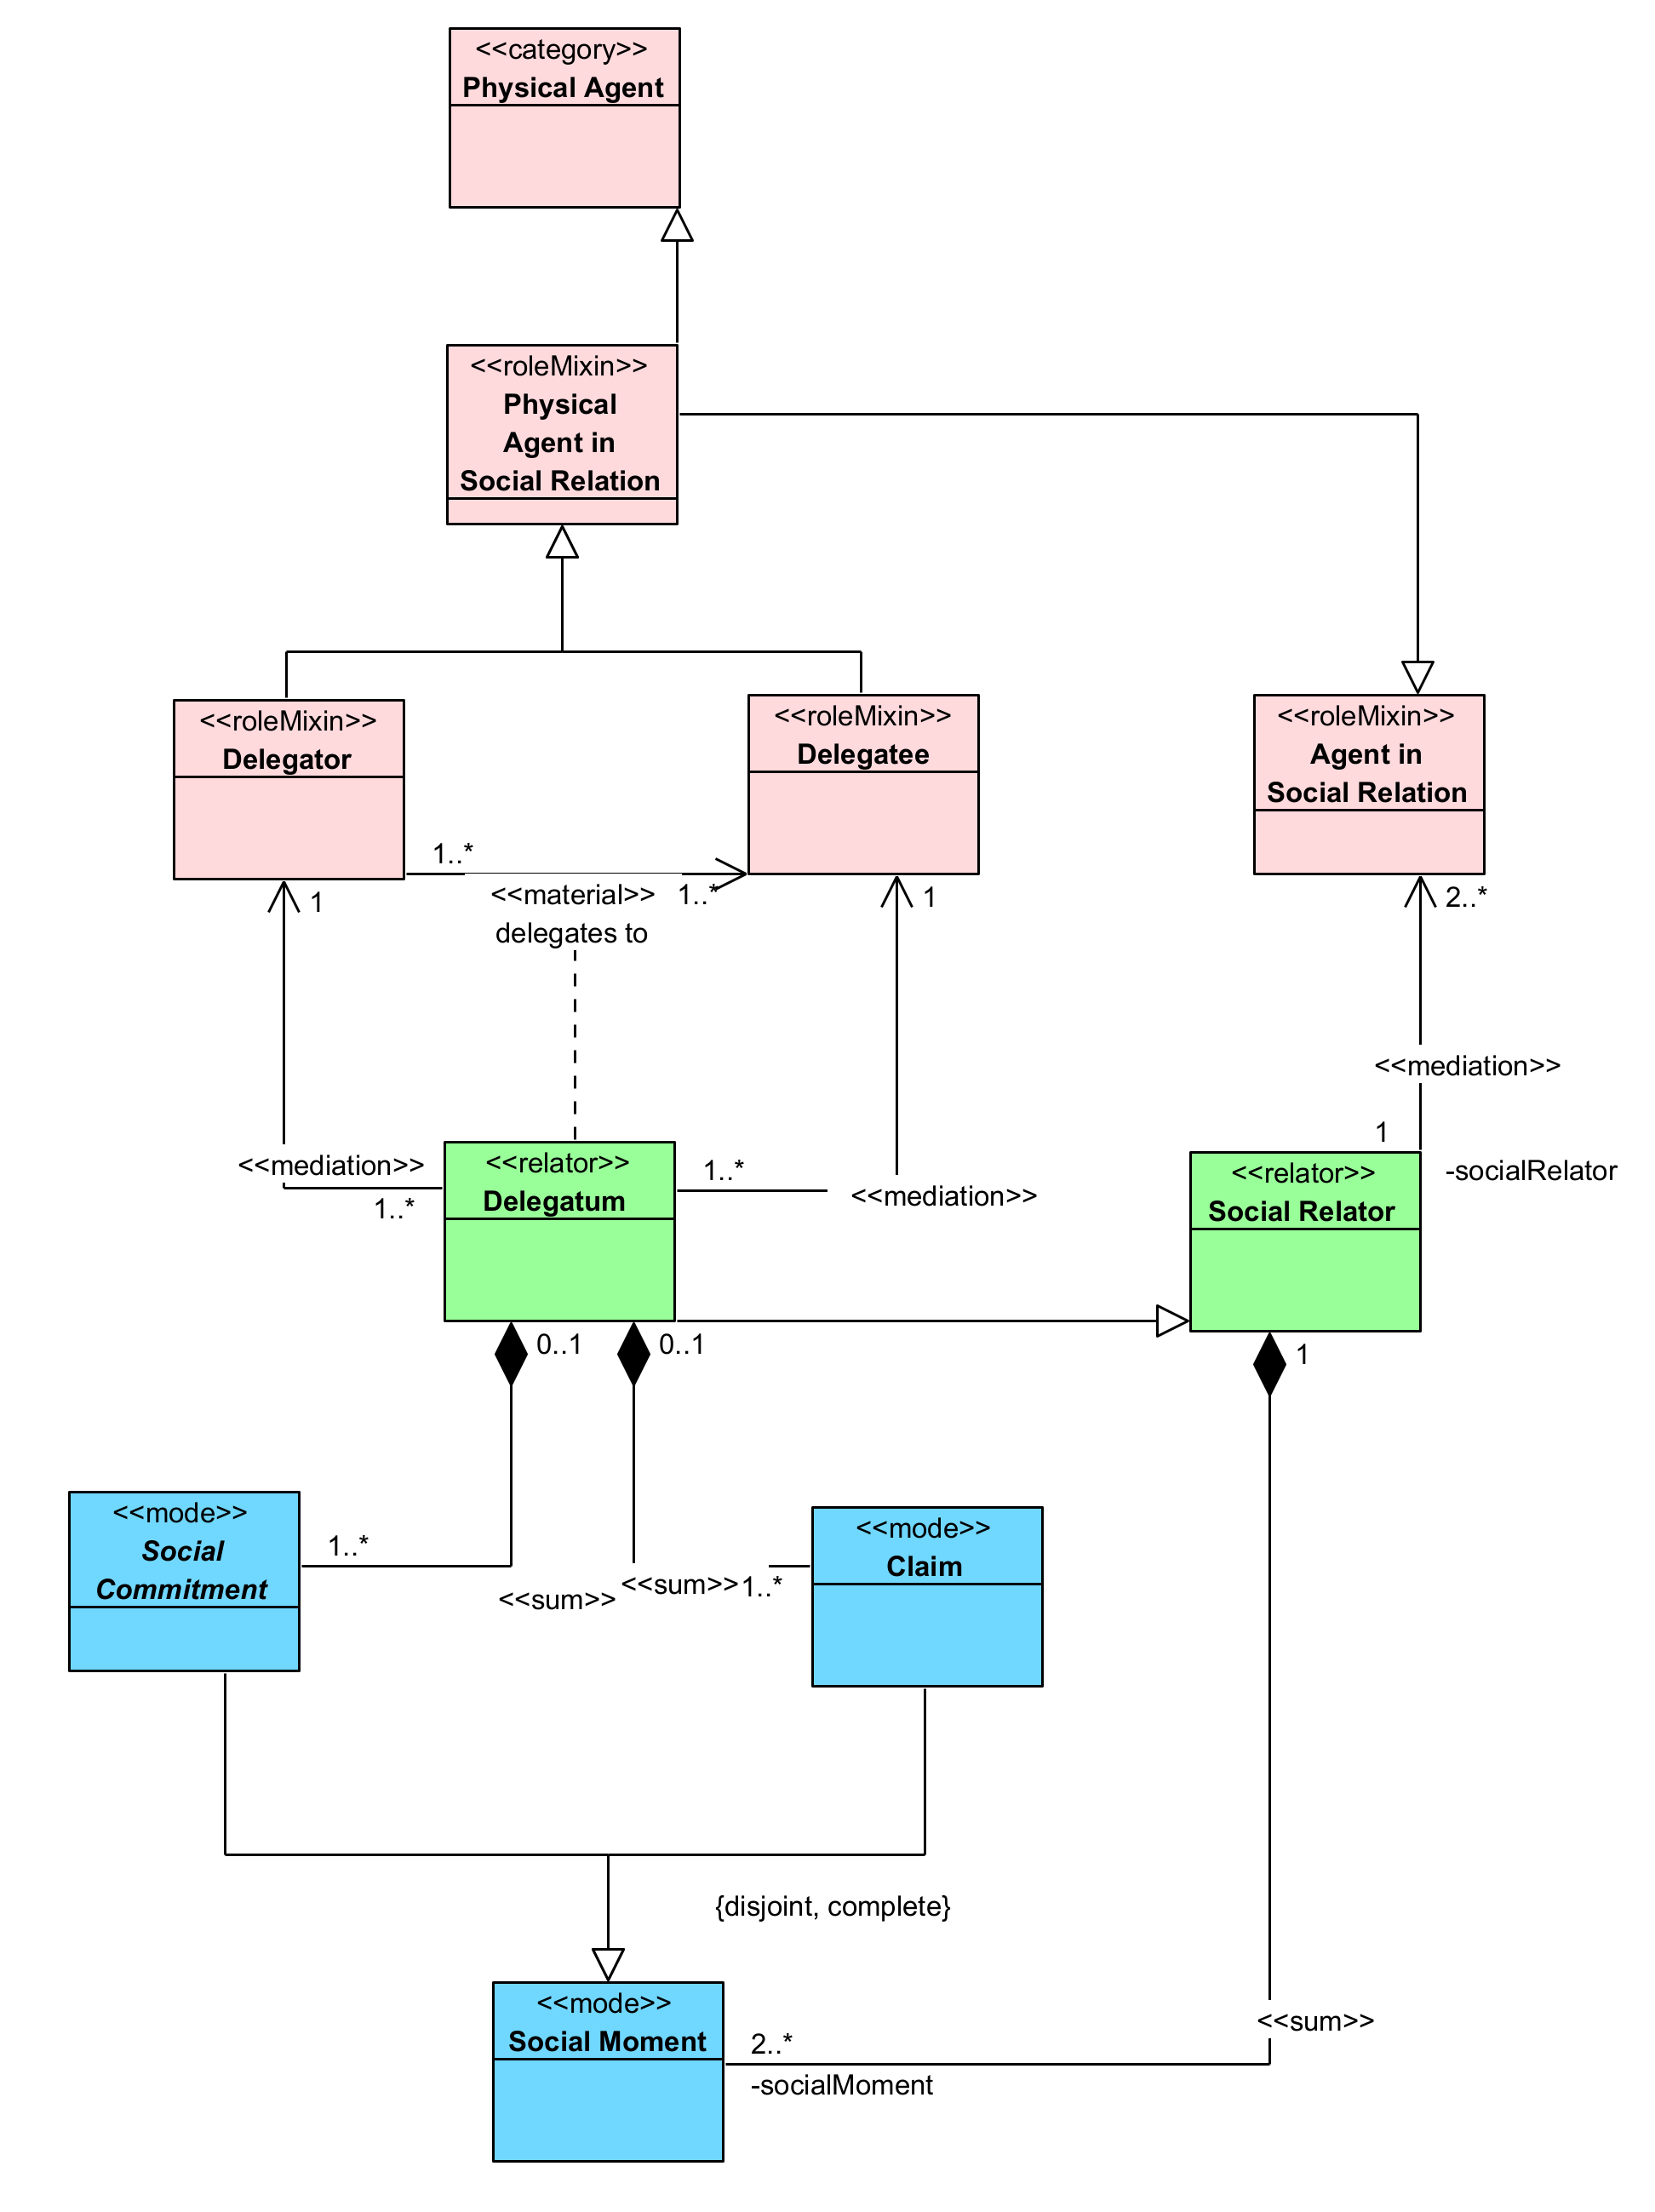 <<category>>
Physical Agent
<<roleMixin>>
Physical
Agent in
Social Relation
<<roleMixin>>
Delegator
<<roleMixin>>
Delegatee
<<roleMixin>>
Agent in
Social Relation
1..*
<<material>>
1..*
delegates to
1
1
2..*
<<mediation>>
1
-socialRelator
<<mediation>>
1..*
<<relator>>
Delegatum
1..*
<<mediation>>
<<relator>>
Social Relator
0..1
0..1
1
<<mode>>
Social
Commitment
1..*
<<sum>>
<<sum>>
1..*
<<mode>>
Claim
{disjoint, complete}
<<mode>>
Social Moment
2..*
-socialMoment
<<sum>>